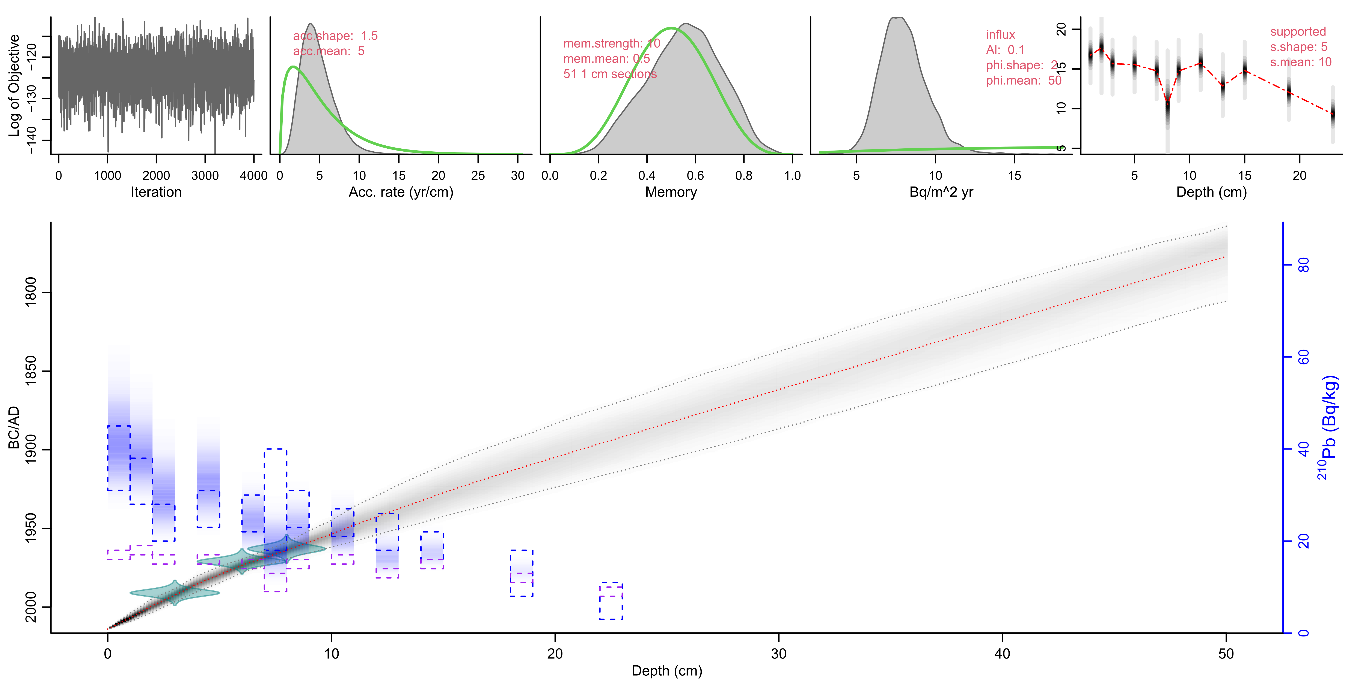 acc.shape: 1.5
acc.mean: 5
mem.strength: 10
mem.mean: 0.5
51 1 cm sections
influx
Al: 0.1
phi.shape: 2
phi.mean: 50
supported
s.shape: 5
s.mean: 10
Log of Objective
−120
−130
−140
0 1000 2000 3000 4000
Iteration
0 5 10 15 20 25 30
Acc. rate (yr/cm)
0.0 0.2 0.4 0.6 0.8 1.0
Memory
5 10 15
Bq/m^2 yr
20
15
10
5
5 10 15 20
Depth (cm)
BC/AD
1800
1850
1900
1950
2000
0 10 20 30 40 50
Depth (cm)
80
60
40
20
0
210Pb (Bq/kg)